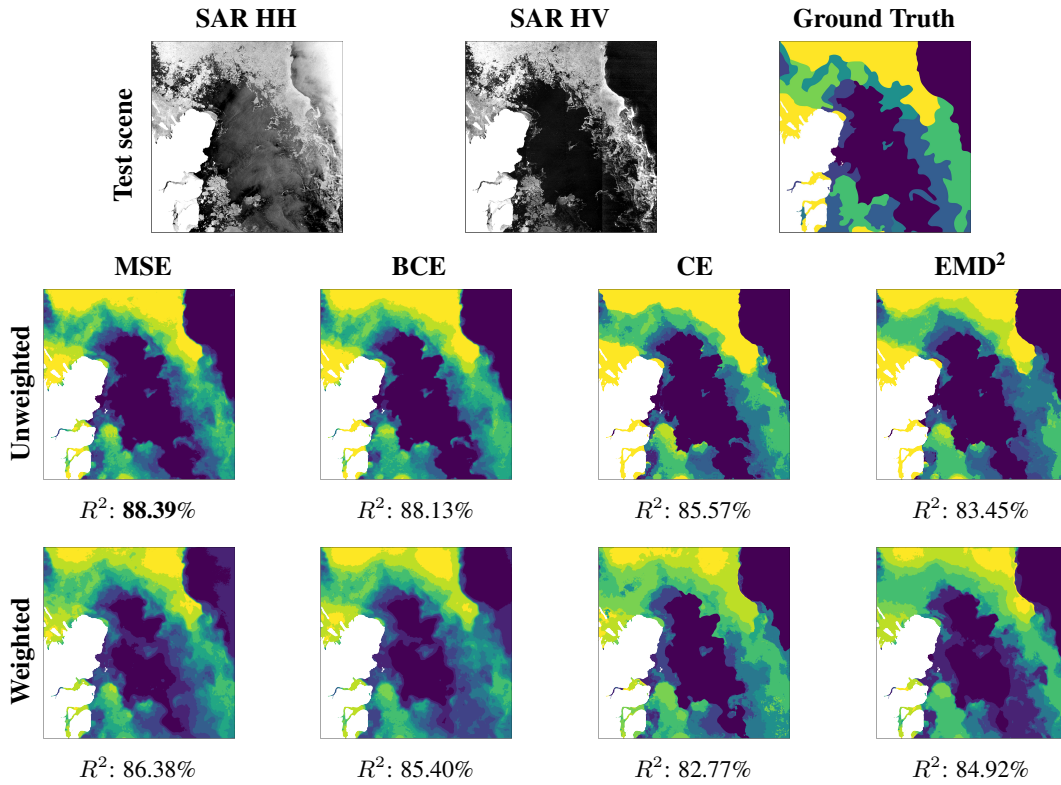 SAR HH SAR HV Ground Truth
Test scene
MSE BCE CE EMD²
Unweighted
R²: 88.39% R²: 88.13% R²: 85.57% R²: 83.45%
Weighted
R²: 86.38% R²: 85.40% R²: 82.77% R²: 84.92%